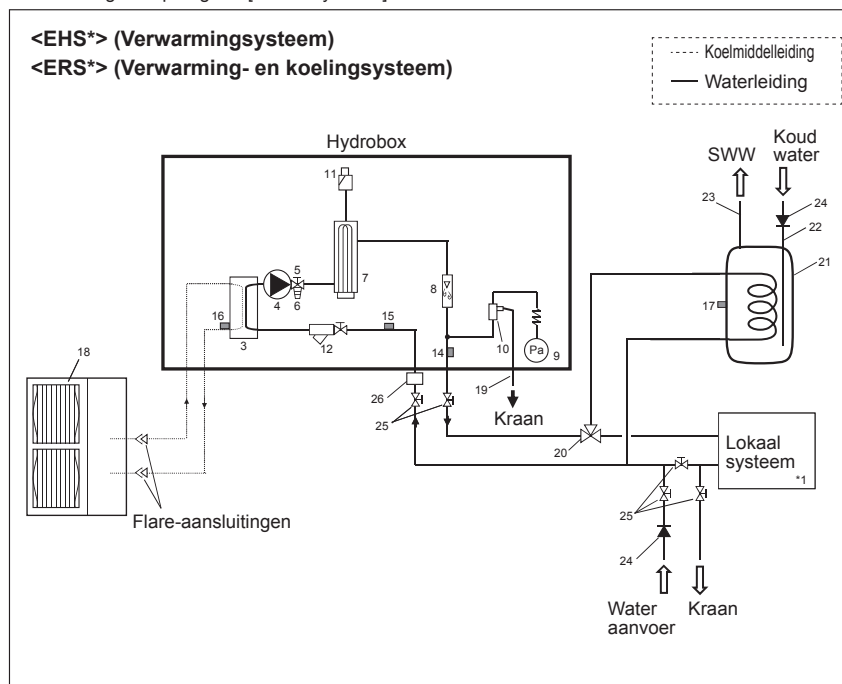 <EHS*> (Verwarmingsysteem)
<ERS*> (Verwarming- en koelingsysteem)
Koelmiddelleiding
Waterleiding
Hydrobox
SWW
Koud
water
11
23
24
22
21
5
4
6
7
8
17
16
3
12
15
14
10
Pa
9
18
26
19
25
Kraan
20
Lokaal
systeem
*1
Flare-aansluitingen
25
24
Water
aanvoer
Kraan